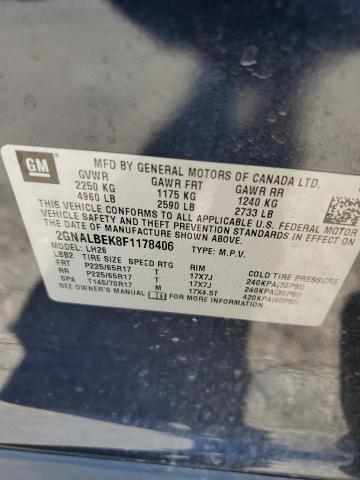 GM
MFD BY GENERAL MOTORS OF CANADA LTD.
GVWR GAWR FRT GAWR RR
2250 KG 1175 KG 1240 KG
4960 LB 2590 LB 2733 LB
THIS VEHICLE CONFORMS TO ALL APPLICABLE U.S. FEDERAL
MOTOR VEHICLE SAFETY, BUMPER, AND
THEFT PREVENTION STANDARDS IN EFFECT ON THE
DATE OF MANUFACTURE
SHOWN ABOVE.
2GNALBEK8F1178406 TYPE: M.P.V.
MODEL: LH26
LBB2 TIRE SIZE SPEED RTG RIM COLD TIRE PRESSURE
FRT P225/65R17 T 17X7J 240KPA(35PSI)
RR P225/65R17 T 17X7J 240KPA(35PSI)
SPA T145/70R17 M 17X4.5T 420KPA(60PSI)
SEE OWNER'S MANUAL FOR MORE INFORMATION.